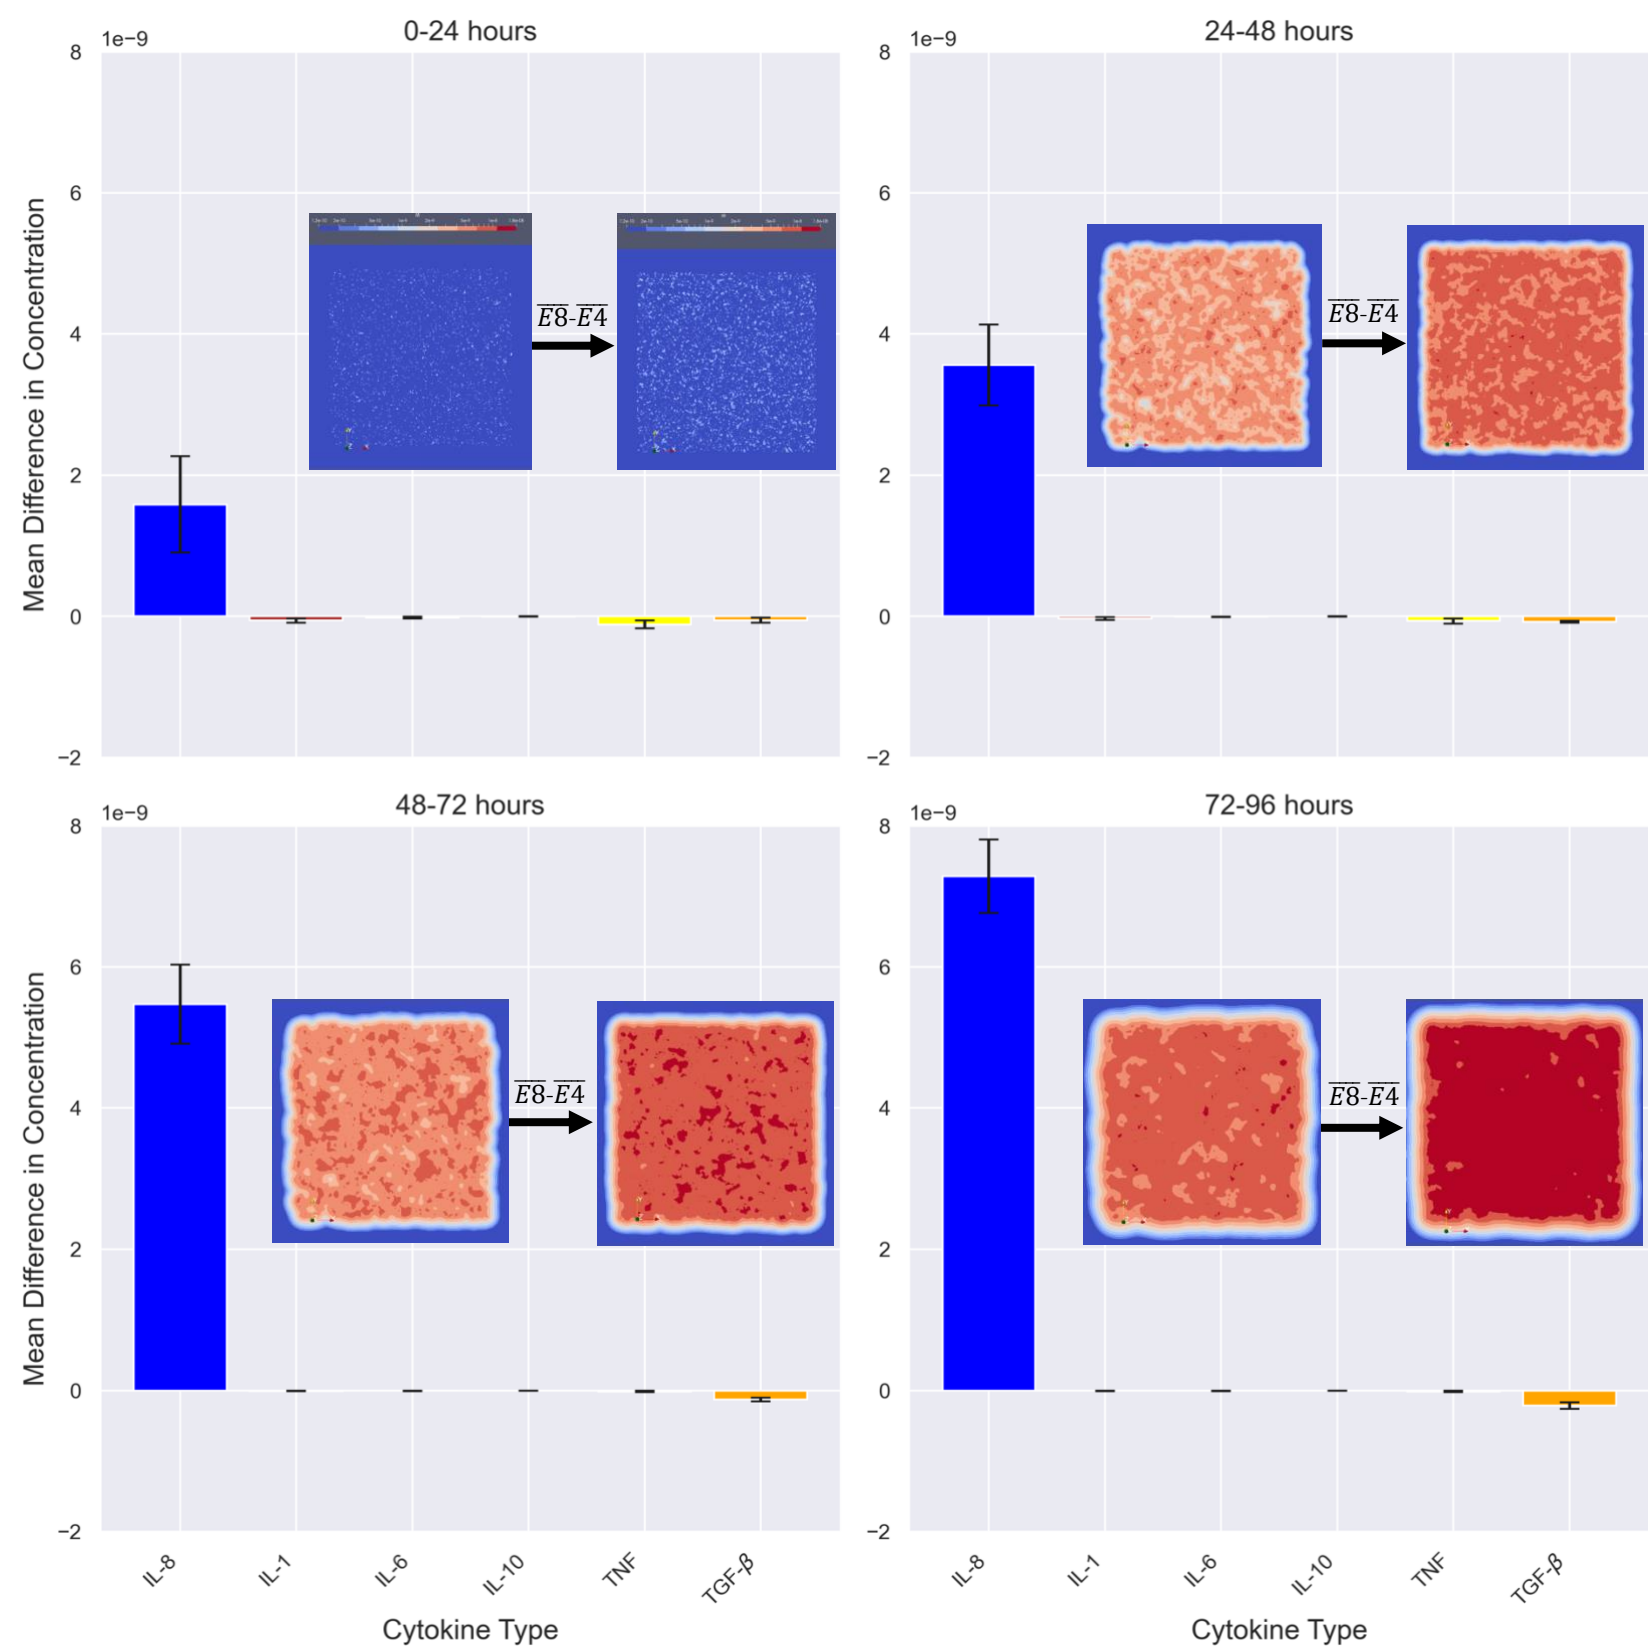 0-24 hours
24-48 hours
1e−9
1e−9
8
6
4
2
0
−2
8
6
4
2
0
−2
Mean Difference in Concentration
E8-E4
E8-E4
48-72 hours
72-96 hours
1e−9
1e−9
8
6
4
2
0
−2
8
6
4
2
0
−2
Mean Difference in Concentration
E8-E4
E8-E4
IL-8
IL-1
IL-6
IL-10
TNF
TGF-β
IL-8
IL-1
IL-6
IL-10
TNF
TGF-β
Cytokine Type
Cytokine Type